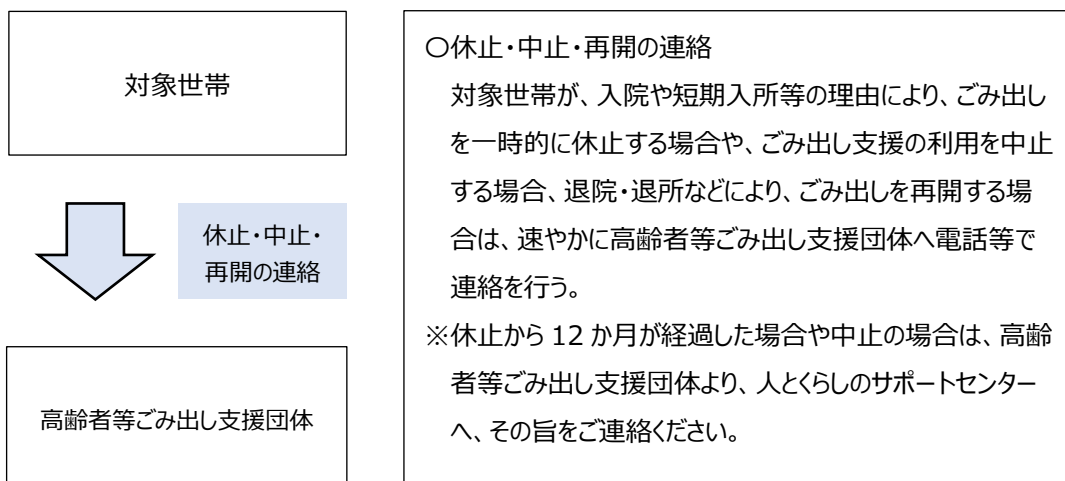 対象世帯
休止・中止・
再開の連絡
高齢者等ごみ出し支援団体
〇休止・中止・再開の連絡
対象世帯が、入院や短期入所等の理由により、ごみ出し
を一時的に休止する場合や、ごみ出し支援の利用を中止
する場合、退院・退所などにより、ごみ出しを再開する場
合は、速やかに高齢者等ごみ出し支援団体へ電話等で
連絡を行う。
※休止から 12 か月が経過した場合や中止の場合は、高齢
者等ごみ出し支援団体より、人とくらしのサポートセンター
へ、その旨をご連絡ください。